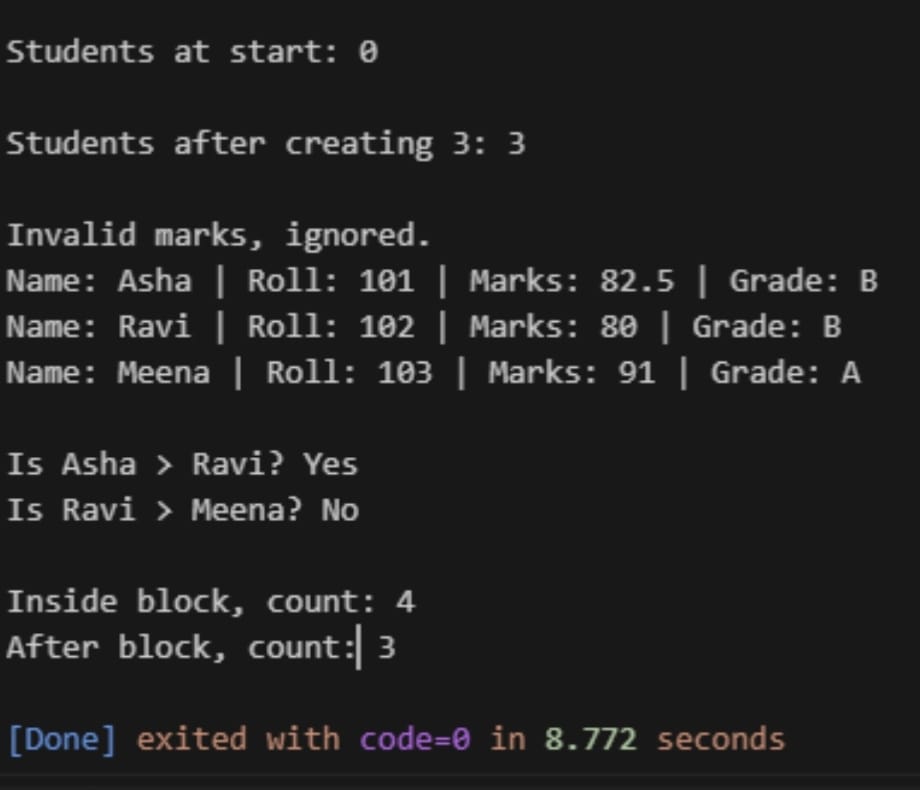 Students at start: 0
Students after creating 3: 3
Invalid marks, ignored.
Name: Asha | Roll: 101 | Marks: 82.5 | Grade: B
Name: Ravi | Roll: 102 | Marks: 80 | Grade: B
Name: Meena | Roll: 103 | Marks: 91 | Grade: A
Is Asha > Ravi? Yes
Is Ravi > Meena? No
Inside block, count: 4
After block, count: 3
[Done] exited with code=0 in 8.772 seconds